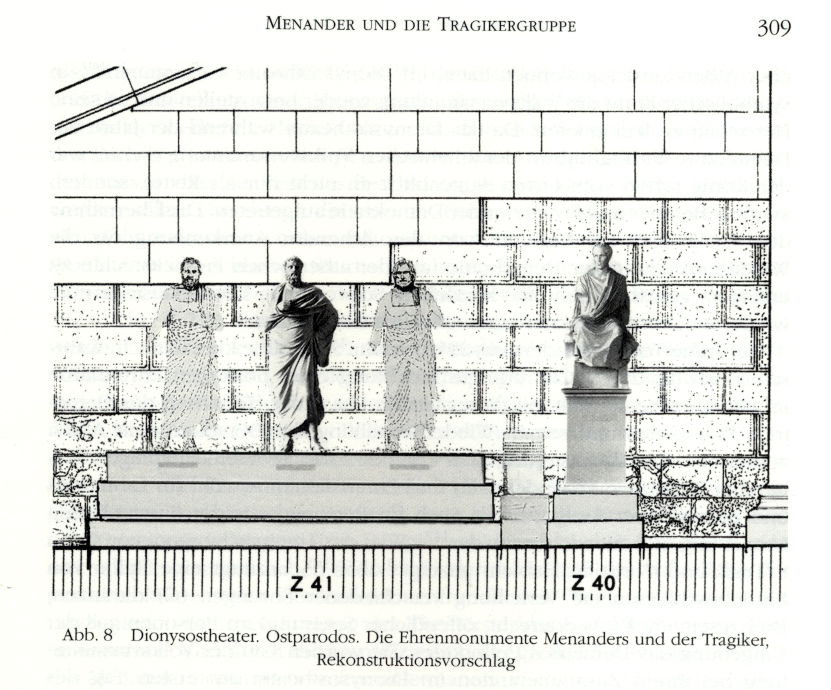 MENANDER UND DIE TRAGIKERGRUPPE 309
Z 41 Z 40
Abb. 8 Dionysostheater. Ostparodos. Die Ehrenmonumente Menanders und der Tragiker,
Rekonstruktionsvorschlag